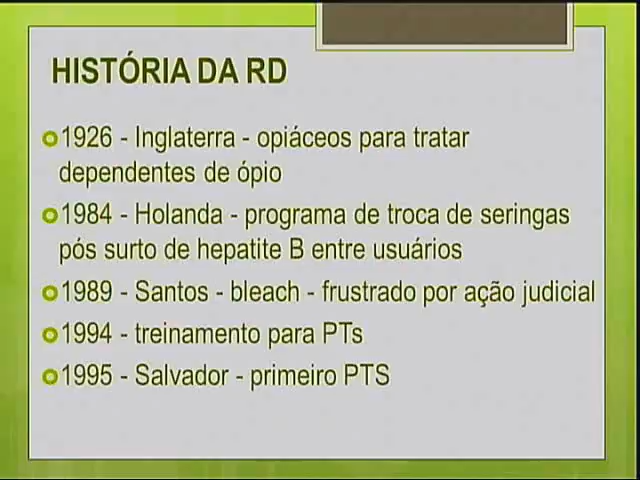 HISTÓRIA DA RD
1926 - Inglaterra - opiáceos para tratar
dependentes de ópio
1984 - Holanda - programa de troca de seringas
pós surto de hepatite B entre usuários
1989 - Santos - bleach - frustrado por ação judicial
1994 - treinamento para PTs
1995 - Salvador - primeiro PTS